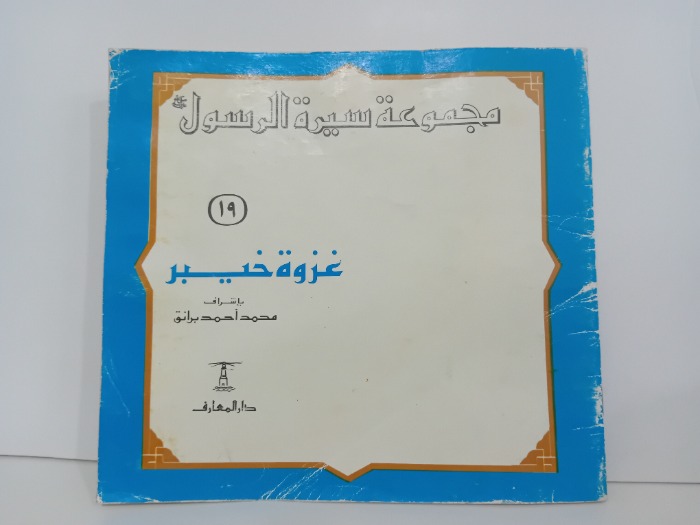 مجموعة سيرة الرسول ﷺ
١٩
غزوة خيبر
بإشراف
محمد أحمد برانق
دار المعارف